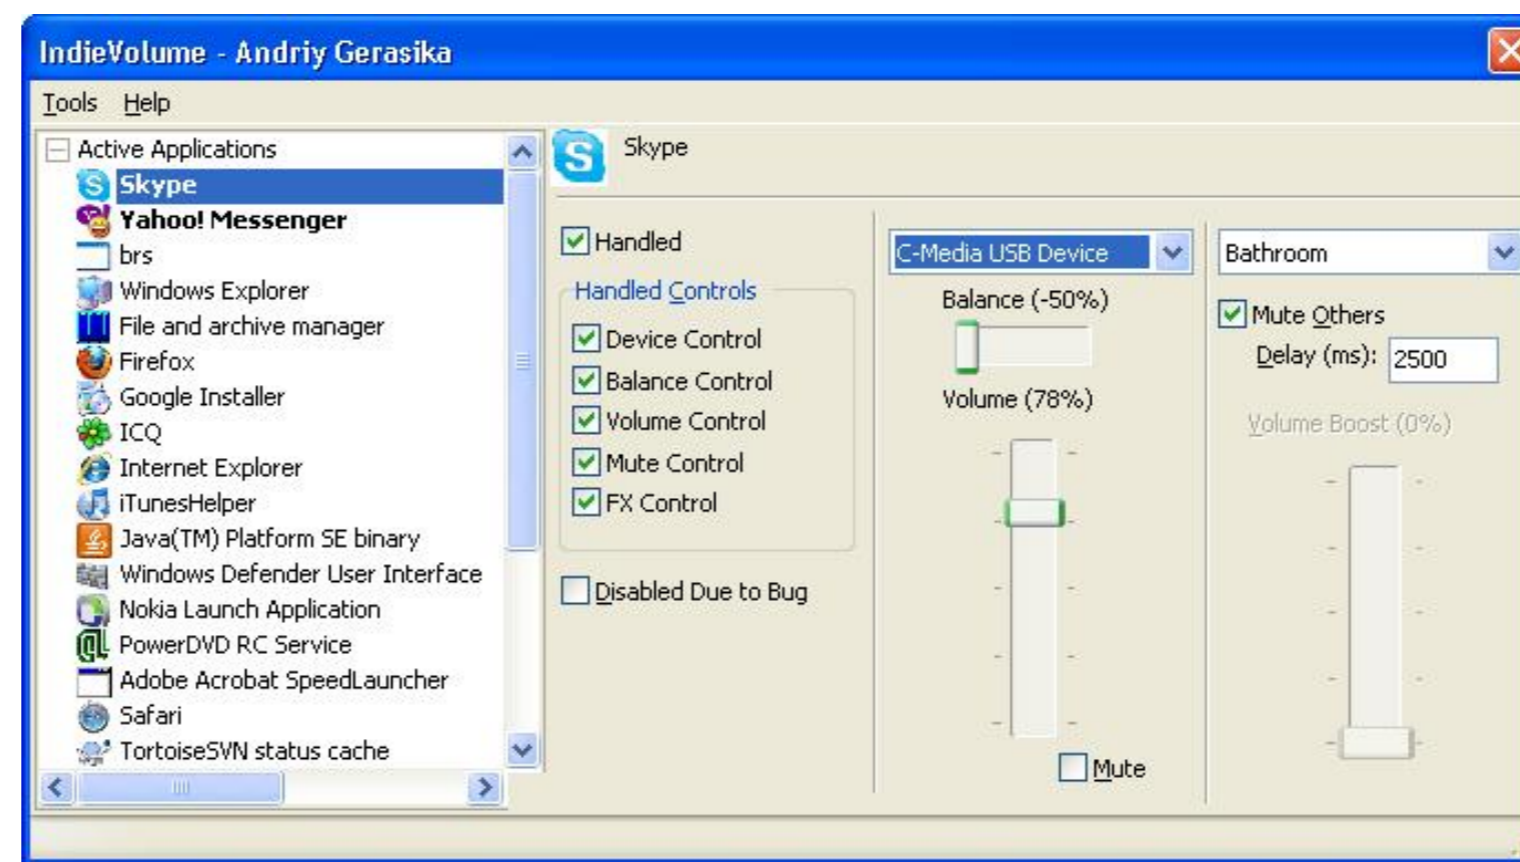 IndieVolume - Andriy Gerasika
Tools Help
Active Applications
Skype
Yahoo! Messenger
brs
Windows Explorer
File and archive manager
Firefox
Google Installer
ICQ
Internet Explorer
iTunesHelper
Java(TM) Platform SE binary
Windows Defender User Interface
Nokia Launch Application
PowerDVD RC Service
Adobe Acrobat SpeedLauncher
Safari
TortoiseSVN status cache
Skype
Handled
Handled Controls
Device Control
Balance Control
Volume Control
Mute Control
FX Control
Disabled Due to Bug
C-Media USB Device
Balance (-50%)
Volume (78%)
Mute
Bathroom
Mute Others
Delay (ms): 2500
Volume Boost (0%)